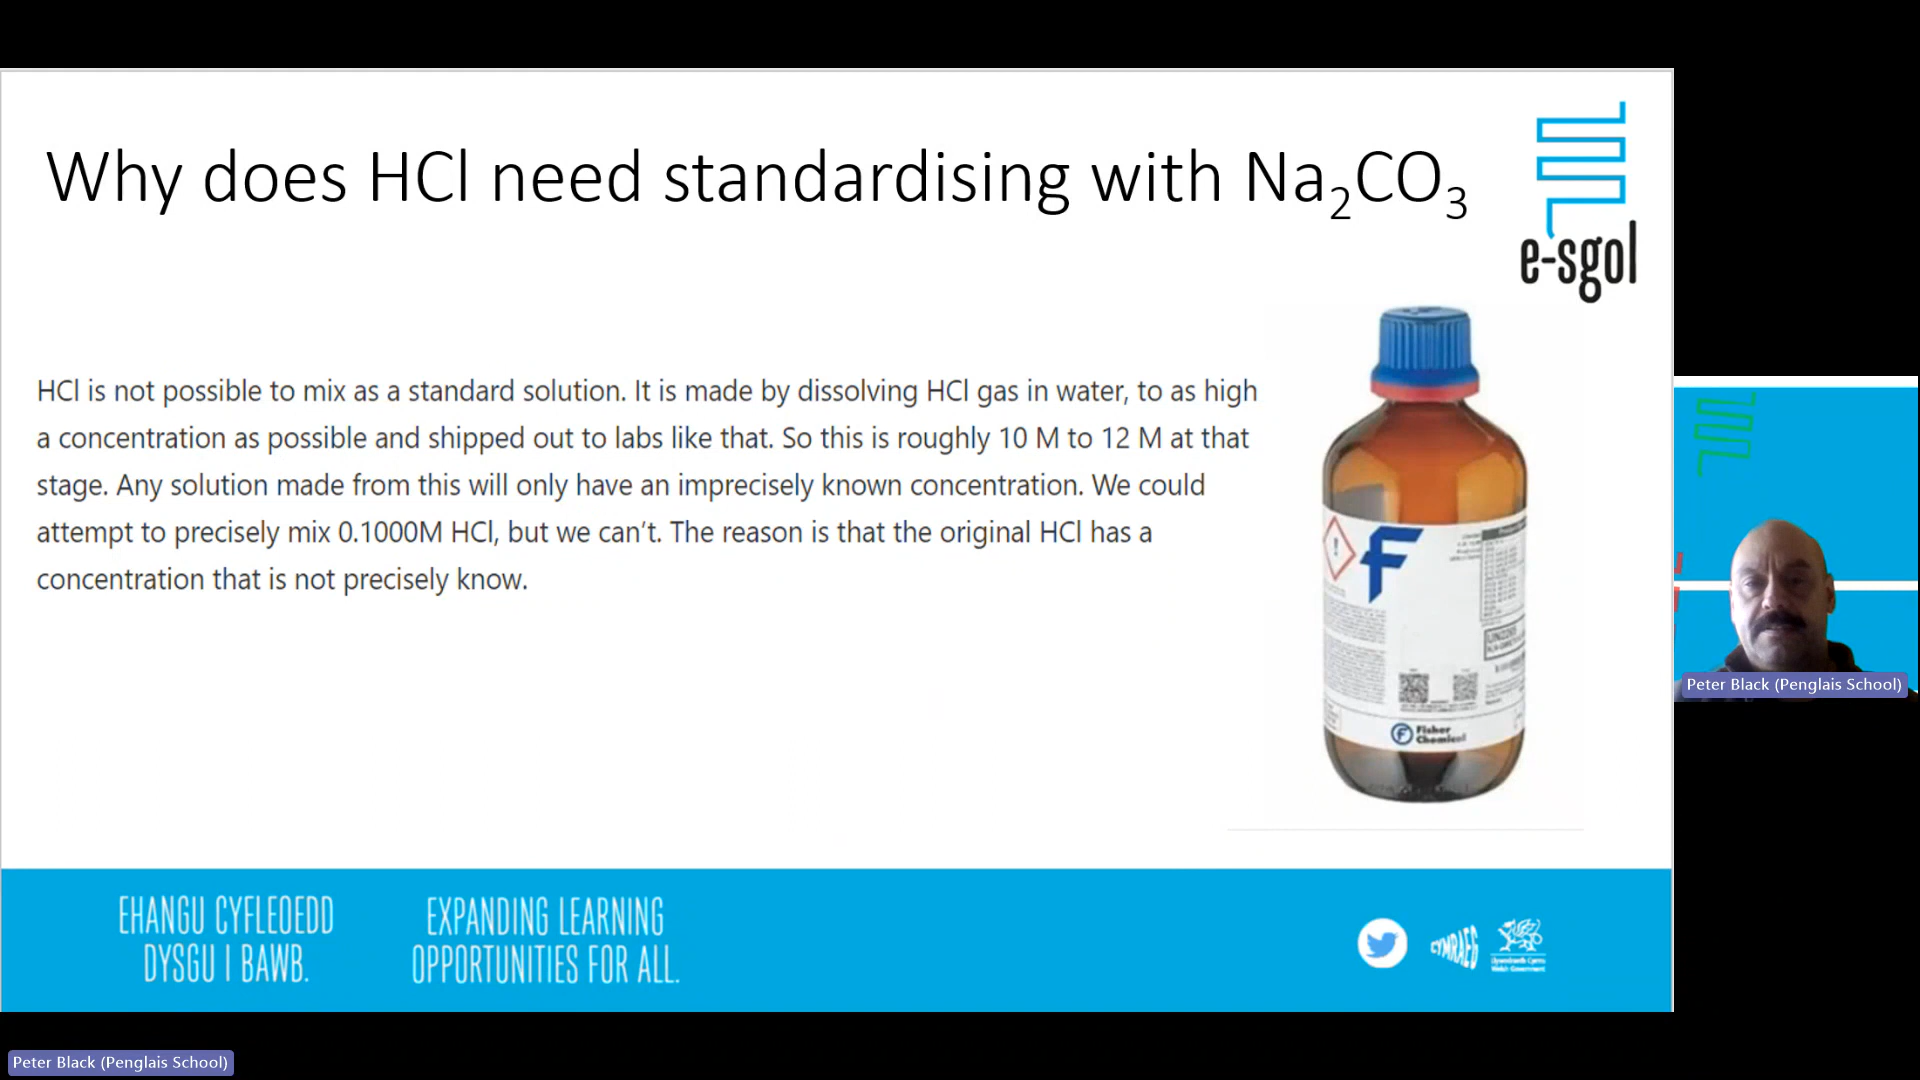 Why does HCl need standardising with Na₂CO₃
e-sgol
HCl is not possible to mix as a standard solution. It is made by dissolving HCl gas in water, to as high
a concentration as possible and shipped out to labs like that. So this is roughly 10 M to 12 M at that
stage. Any solution made from this will only have an imprecisely known concentration. We could
attempt to precisely mix 0.1000M HCl, but we can’t. The reason is that the original HCl has a
concentration that is not precisely know.
F
Fisher
Chemical
Peter Black (Penglais School)
EHANGU CYFLEOEDD
DYSGU I BAWB.
EXPANDING LEARNING
OPPORTUNITIES FOR ALL.
CYMRAEG
Llywodraeth Cymru
Welsh Government
Peter Black (Penglais School)